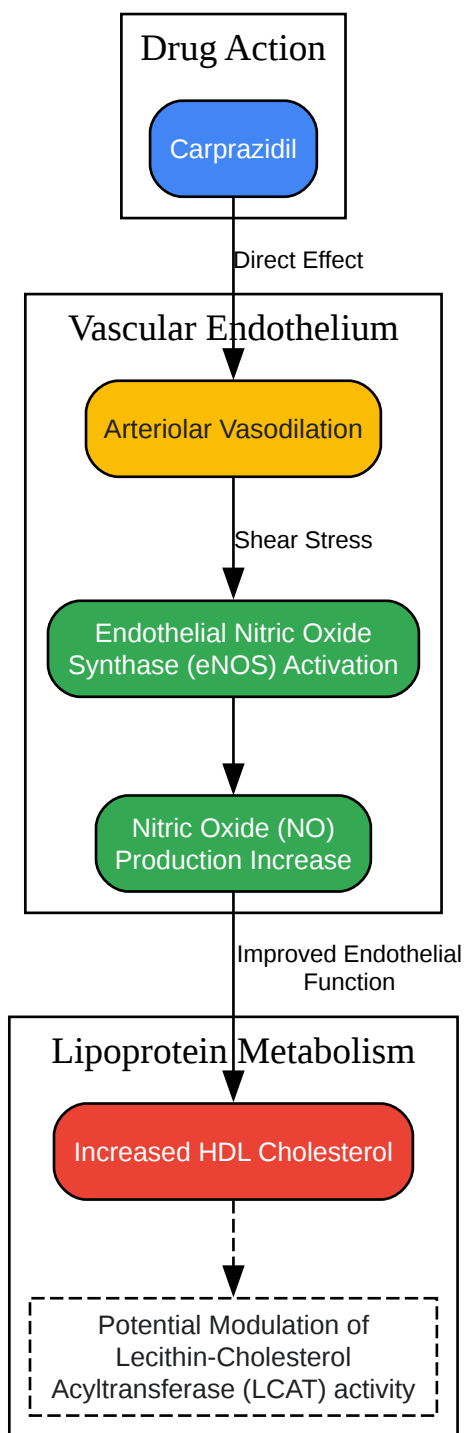 Drug Action
Carprazidil
Direct Effect
Vascular Endothelium
Arteriolar Vasodilation
Shear Stress
Endothelial Nitric Oxide
Synthase (eNOS) Activation
Nitric Oxide (NO)
Production Increase
Improved Endothelial
Function
Lipoprotein Metabolism
Increased HDL Cholesterol
Potential Modulation of
Lecithin-Cholesterol
Acyltransferase (LCAT) activity